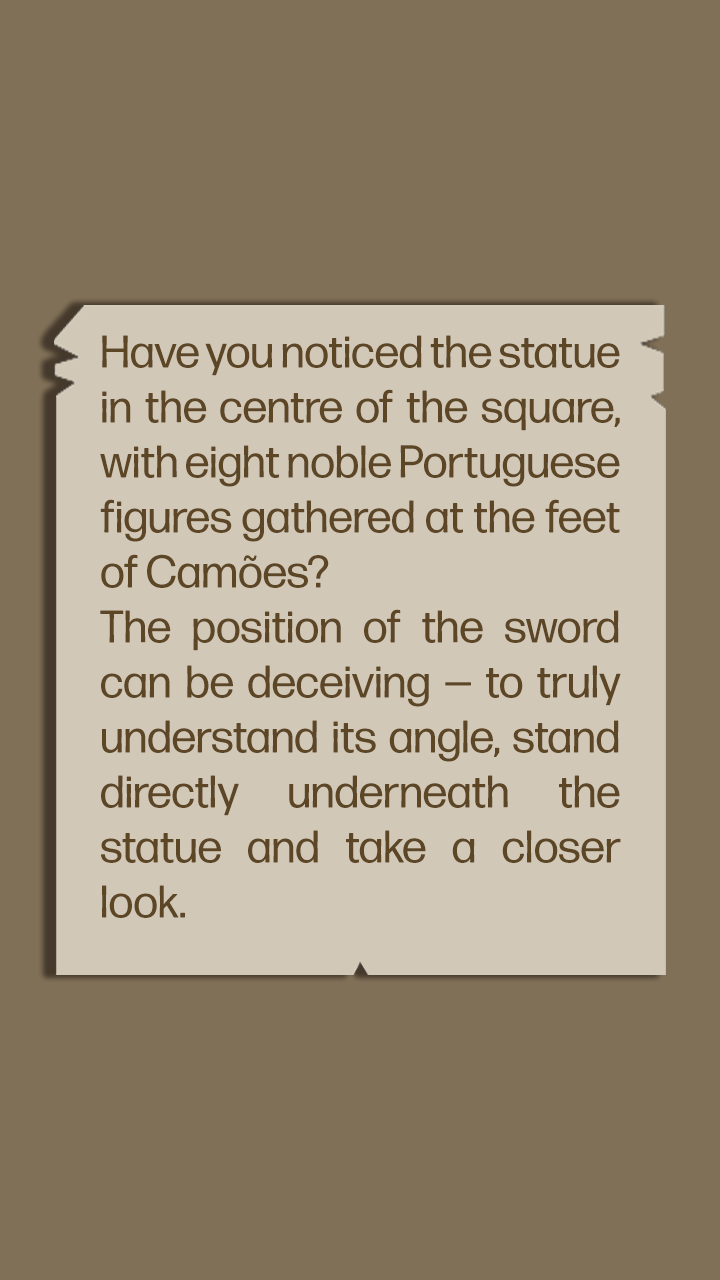 Have you noticed the statue
in the centre of the square,
with eight noble Portuguese
figures gathered at the feet
of Camões?
The position of the sword
can be deceiving — to truly
understand its angle, stand
directly underneath the
statue and take a closer
look.